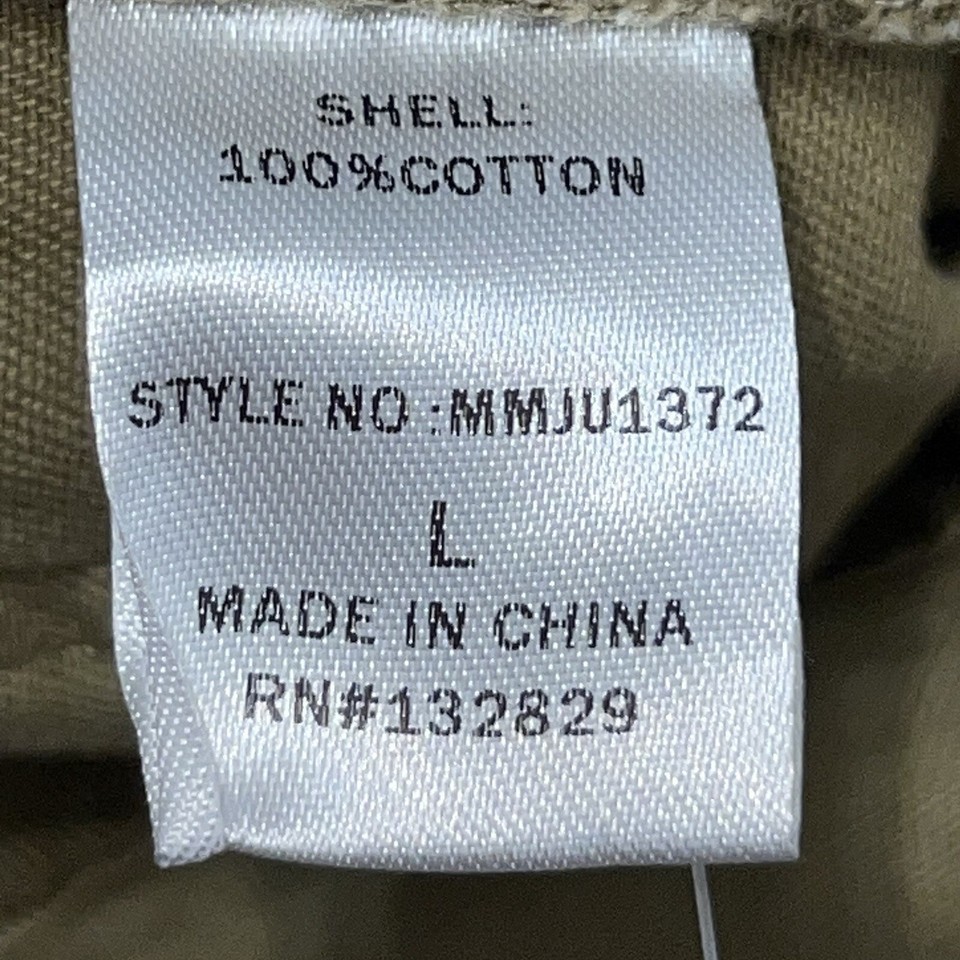 SHELL:
100%COTTON
STYLE NO :MMJU1372
L
MADE IN CHINA
RN#132829